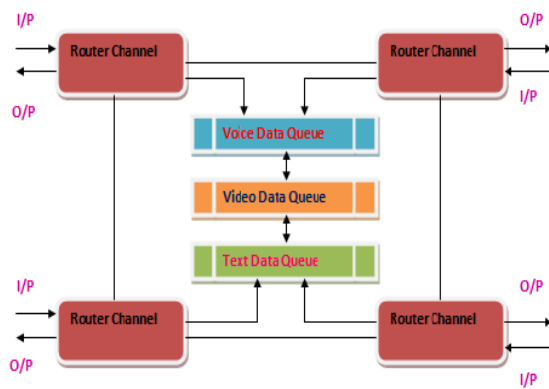 I/P
O/P
Router Channel
Router Channel
O/P
I/P
Voice Data Queue
Video Data Queue
Text Data Queue
I/P
O/P
Router Channel
Router Channel
O/P
I/P